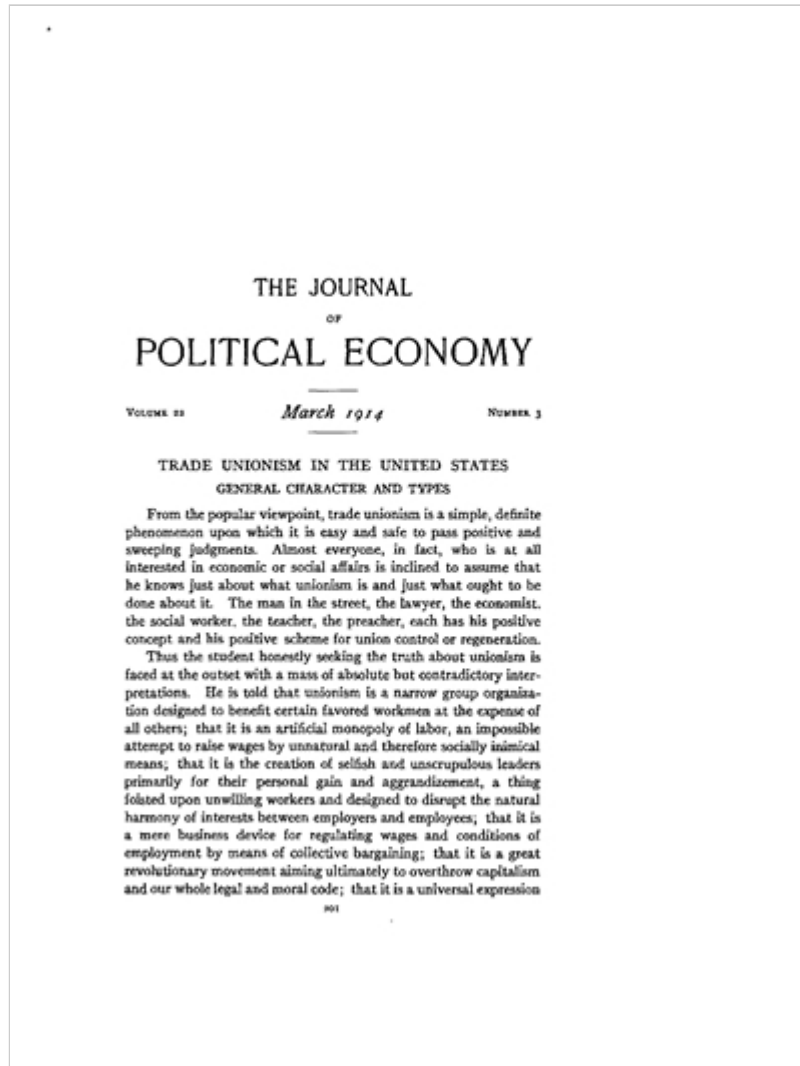 THE JOURNAL
OF
POLITICAL ECONOMY
VOLUME 22 March 1914 NUMBER 3
TRADE UNIONISM IN THE UNITED STATES
GENERAL CHARACTER AND TYPES
From the popular viewpoint, trade unionism is a simple, definite
phenomenon upon which it is easy and safe to pass positive and
sweeping judgments. Almost everyone, in fact, who is at all
interested in economic or social affairs is inclined to assume that
he knows just about what unionism is and just what ought to be
done about it. The man in the street, the lawyer, the economist,
the social worker, the teacher, the preacher, each has his positive
concept and his positive scheme for union control or regeneration.
Thus the student honestly seeking the truth about unionism is
faced at the outset with a mass of absolute but contradictory inter-
pretations. He is told that unionism is a narrow group organiza-
tion designed to benefit certain favored workmen at the expense of
all others; that it is an artificial monopoly of labor, an impossible
attempt to raise wages by unnatural and therefore socially inimical
means; that it is the creation of selfish and unscrupulous leaders
primarily for their personal gain and aggrandizement, a thing
foisted upon unwilling workers and designed to disrupt the natural
harmony of interests between employers and employees; that it is
a mere business device for regulating wages and conditions of
employment by means of collective bargaining; that it is a great
revolutionary movement aiming ultimately to overthrow capitalism
and our whole legal and moral code; that it is a universal expression
201